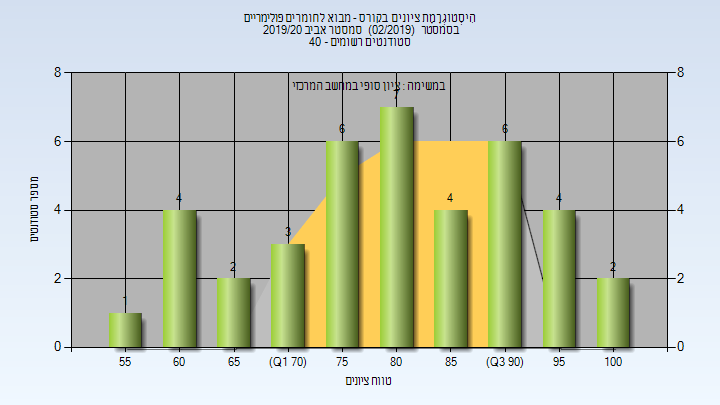 היסטוגרמת ציונים בקורס - מבוא לחומרים פולימריים
בסמסטר (02/2019) סמסטר אביב 2019/20
סטודנטים רשומים - 40
במשימה : ציון סופי במחשב המרכזי
מספר סטודנטים
8 8
6 6
4 4
2 2
0 0
1 4 2 3 6 7 4 6 4 2
55 60 65 (Q1 70) 75 80 85 (Q3 90) 95 100
טווח ציונים